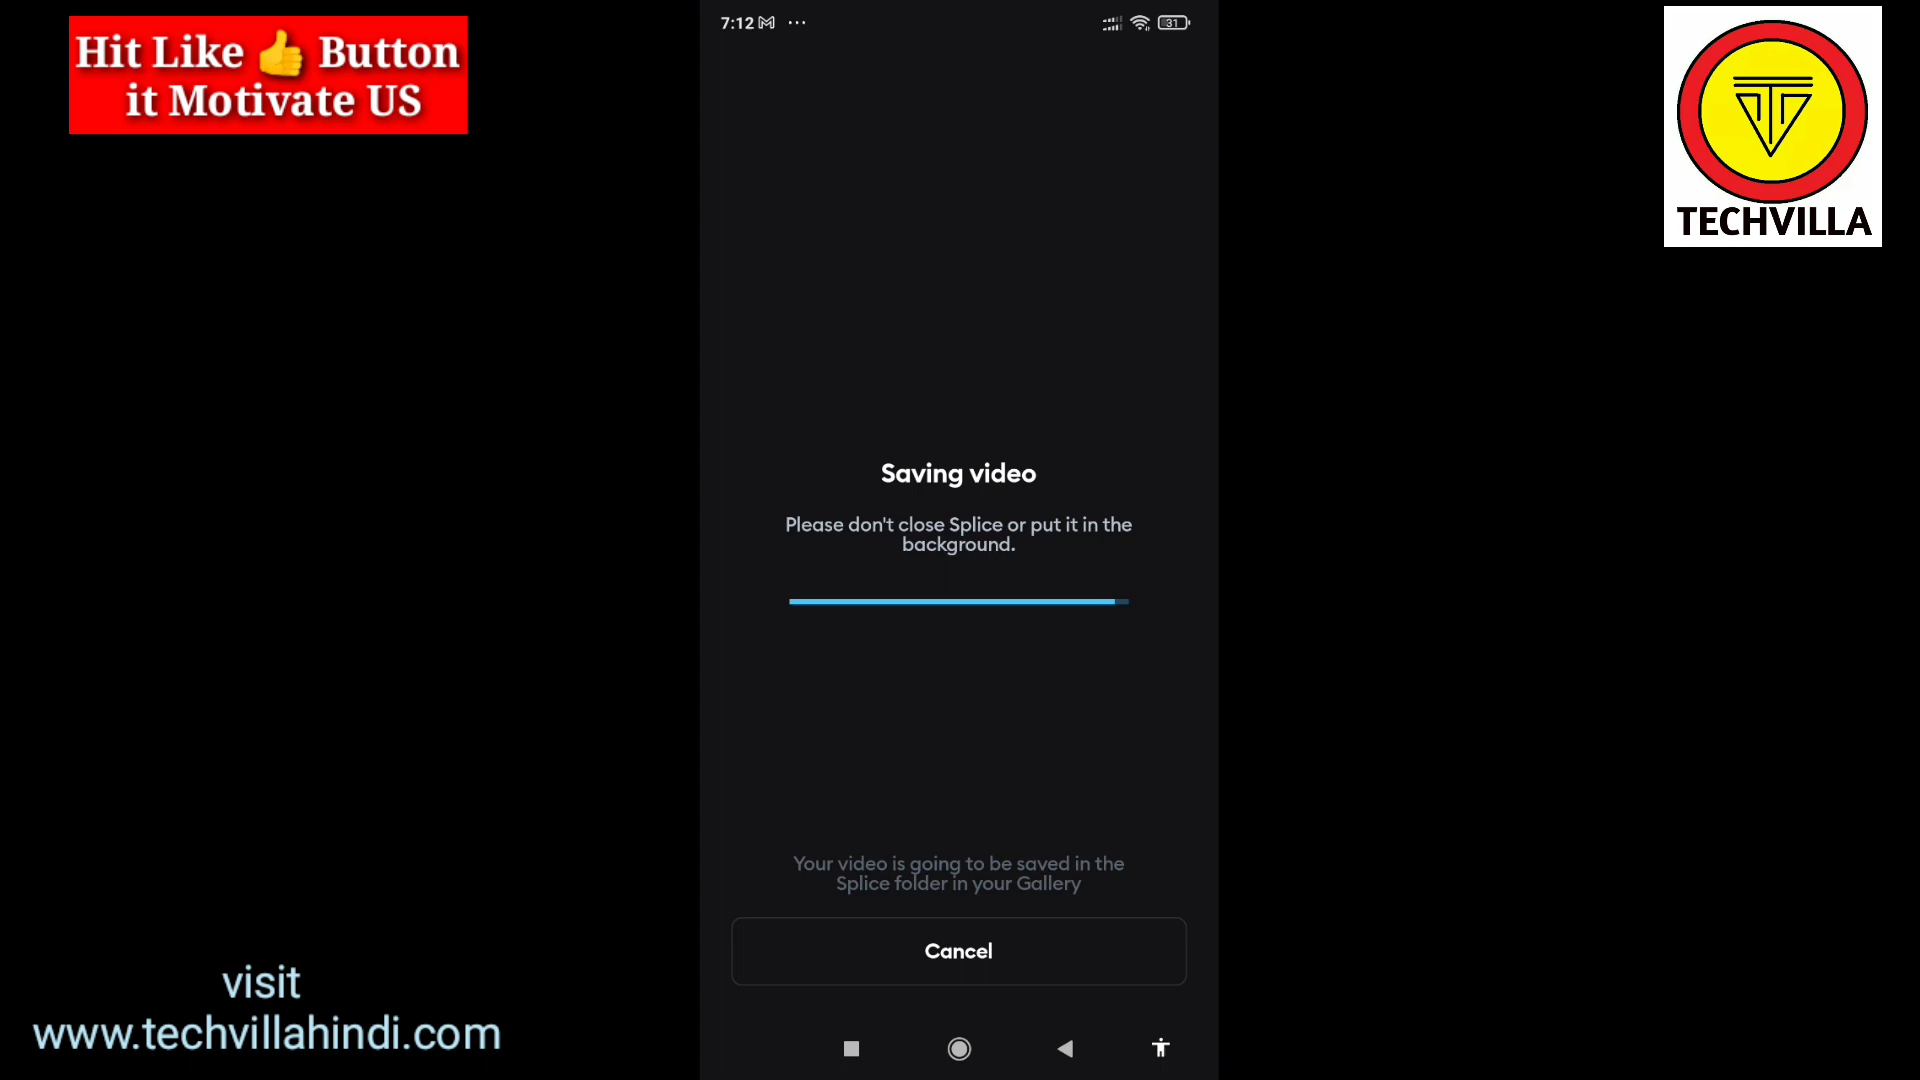 Hit Like 👍 Button
it Motivate US
7:12
31
TECHVILLA
Saving video
Please don't close Splice or put it in the
background.
Your video is going to be saved in the
Splice folder in your Gallery
Cancel
visit
www.techvillahindi.com